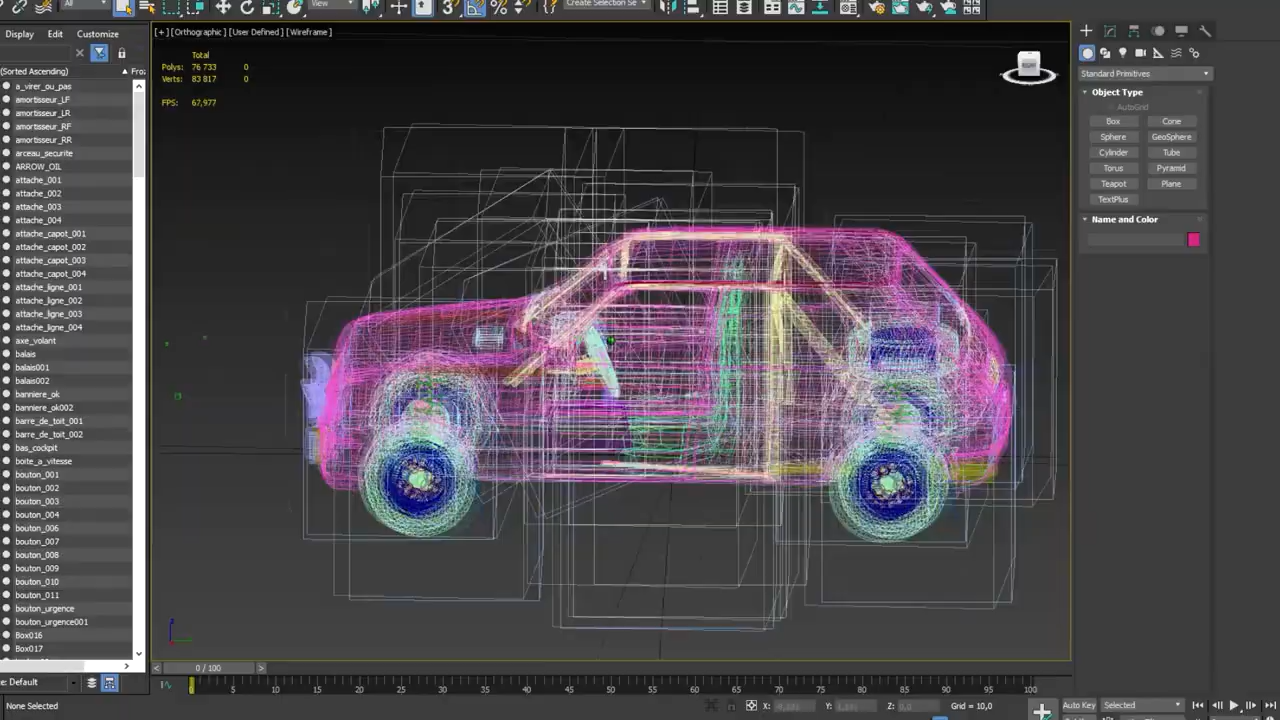 All
View
Create Selection Se
Display
Edit
Customize
(Sorted Ascending)
▲ Fro
a_virer_ou_pas
amortisseur_LF
amortisseur_LR
amortisseur_RF
amortisseur_RR
arceau_securite
ARROW_OIL
attache_001
attache_002
attache_003
attache_004
attache_capot_001
attache_capot_002
attache_capot_003
attache_capot_004
attache_ligne_001
attache_ligne_002
attache_ligne_003
attache_ligne_004
axe_volant
balais
balais001
balais002
banniere_ok
banniere_ok002
barre_de_toit_001
barre_de_toit_002
bas_cockpit
boite_a_vitesse
bouton_001
bouton_002
bouton_003
bouton_004
bouton_006
bouton_007
bouton_008
bouton_009
bouton_010
bouton_011
bouton_urgence
bouton_urgence001
Box016
Box017
e: Default
None Selected
[+] [Orthographic] [User Defined] [Wireframe]
Total
Polys: 76 733 0
Verts: 83 817 0
FPS: 67,977
Standard Primitives
Object Type
AutoGrid
Box Cone
Sphere GeoSphere
Cylinder Tube
Torus Pyramid
Teapot Plane
TextPlus
Name and Color
0 / 100
0 5 10 15 20 25 30 35 40 45 50 55 60 65 70 75 80 85 90 95 100
X: Y: Z: 0,0 Grid = 10,0
Auto Key
Selected